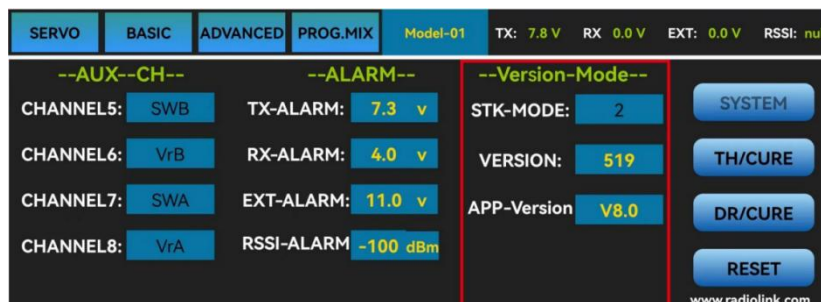 SERVO BASIC ADVANCED PROG.MIX Model-01 TX: 7.8 V RX 0.0 V EXT: 0.0 V RSSI: nu
--AUX--CH--
CHANNEL5: SWB
CHANNEL6: VrB
CHANNEL7: SWA
CHANNEL8: VrA
--ALARM--
TX-ALARM: 7.3 v
RX-ALARM: 4.0 v
EXT-ALARM: 11.0 v
RSSI-ALARM -100 dBm
--Version-Mode--
STK-MODE: 2
VERSION: 519
APP-Version V8.0
SYSTEM
TH/CURE
DR/CURE
RESET
www.radiolink.com